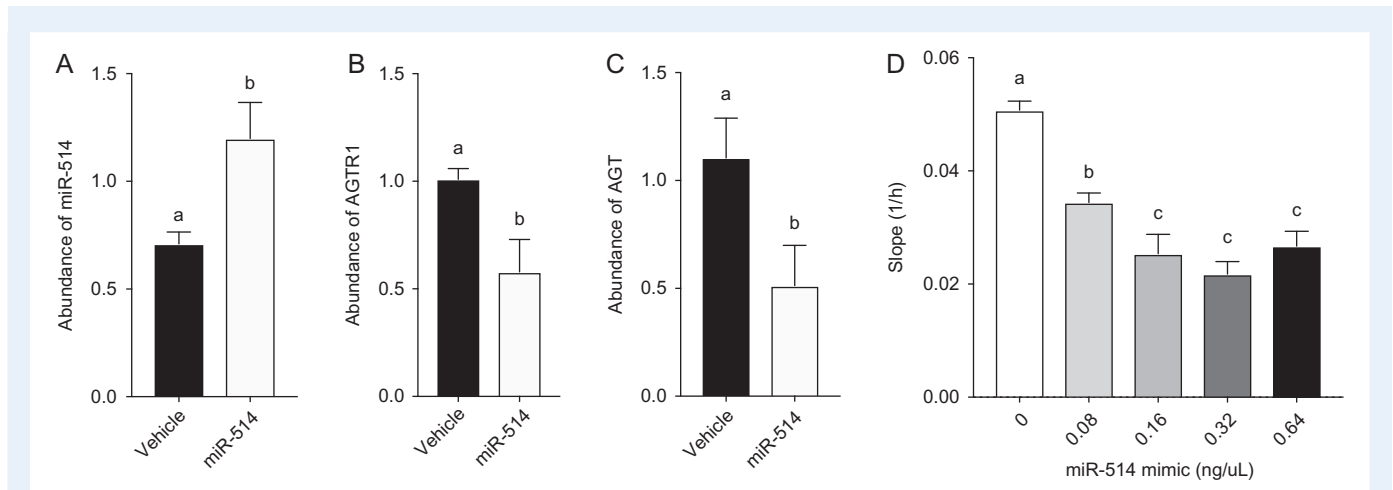 A
Abundance of miR-514
1.5
1.0
0.5
0.0
a
b
Vehicle
miR-514
B
Abundance of AGTR1
1.5
1.0
0.5
0.0
a
b
Vehicle
miR-514
C
Abundance of AGT
1.5
1.0
0.5
0.0
a
b
Vehicle
miR-514
D
Slope (1/h)
0.06
0.04
0.02
0.00
a
b
c
c
c
0
0.08
0.16
0.32
0.64
miR-514 mimic (ng/uL)